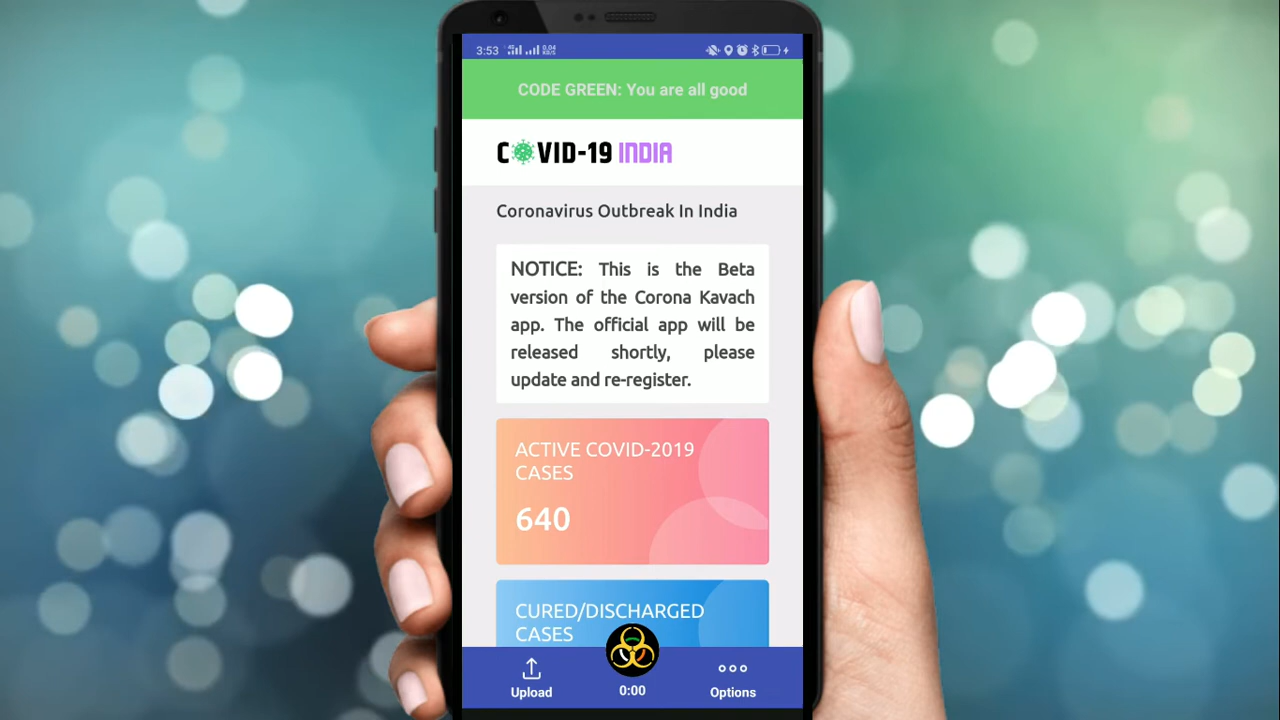 3:53
CODE GREEN: You are all good
COVID-19 INDIA
Coronavirus Outbreak In India
NOTICE: This is the Beta
version of the Corona Kavach
app. The official app will be
released shortly, please
update and re-register.
ACTIVE COVID-2019
CASES
640
CURED/DISCHARGED
CASES
0:00
Upload
Options